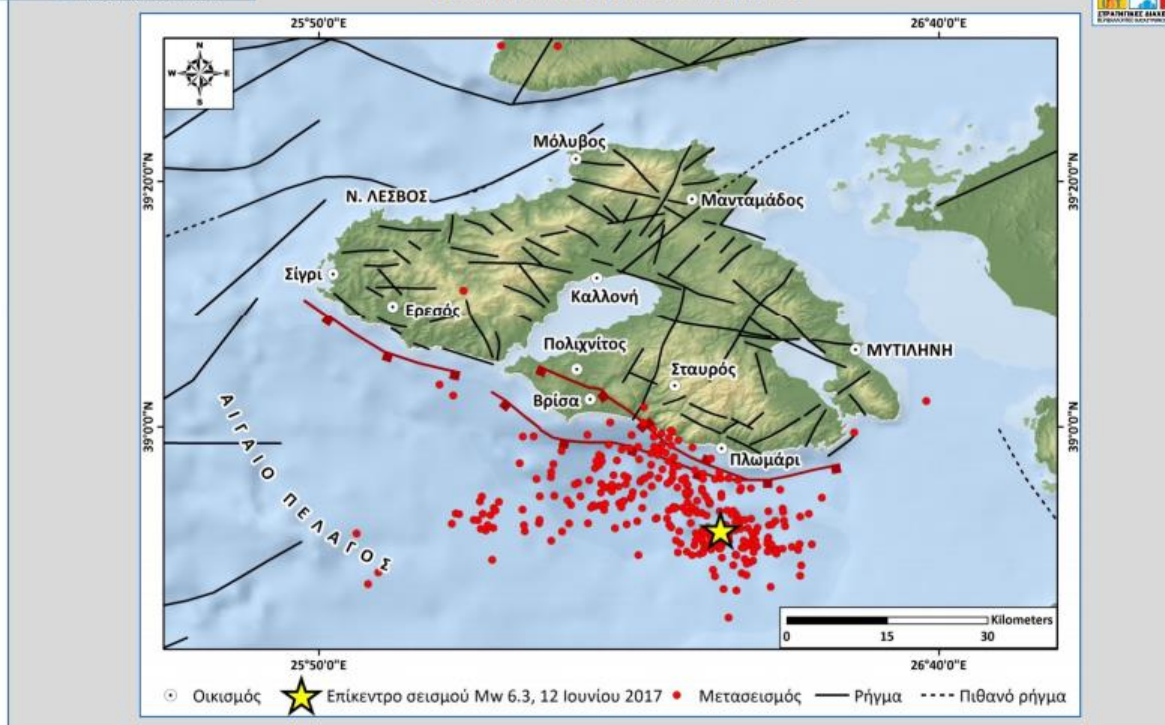 ΣΤΡΑΤΗΓΙΚΕΣ ΔΙΑΧΕΙ
25°50'0"E
26°40'0"E
N
W
E
S
39°20'0"N
39°20'0"N
Μόλυβος
Ν. ΛΕΣΒΟΣ
Μανταμάδος
Σίγρι
Καλλονή
Ερεσός
Πολιχνίτος
ΜΥΤΙΛΗΝΗ
Σταυρός
Βρίσα
39°0'0"N
39°0'0"N
Πλωμάρι
ΑΙΓΑΙΟ ΠΕΛΑΓΟΣ
Kilometers
0 15 30
25°50'0"E
26°40'0"E
Οικισμός Επίκεντρο σεισμού Mw 6.3, 12 Ιουνίου 2017 Μετασεισμός Ρήγμα Πιθανό ρήγμα